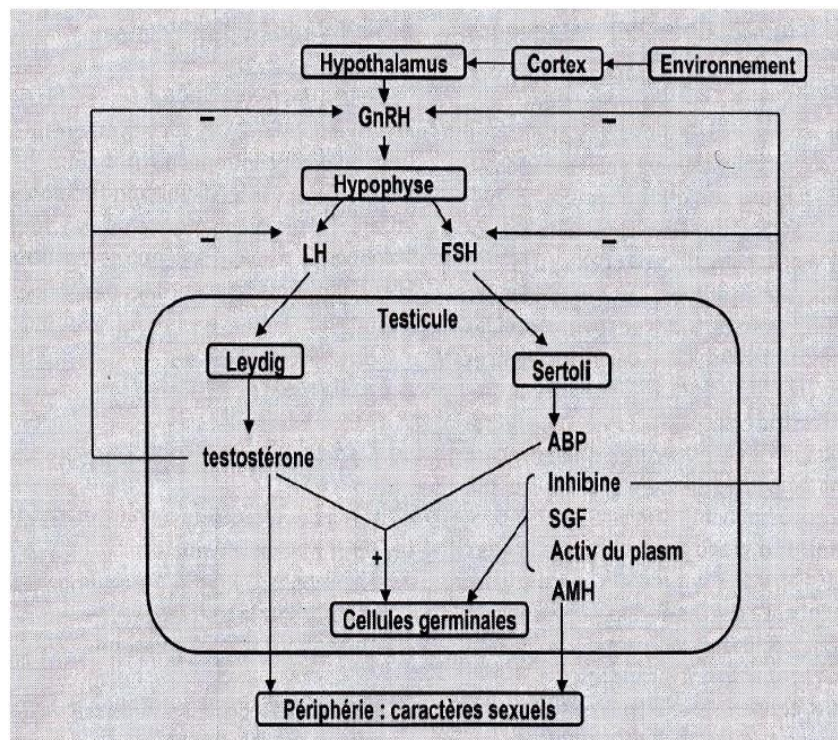 Hypothalamus Cortex Environnement
− GnRH −
Hypophyse
− LH FSH −
Testicule
Leydig Sertoli
testostérone ABP
Inhibine
SGF
+ Activ du plasm
AMH
Cellules germinales
Périphérie : caractères sexuels